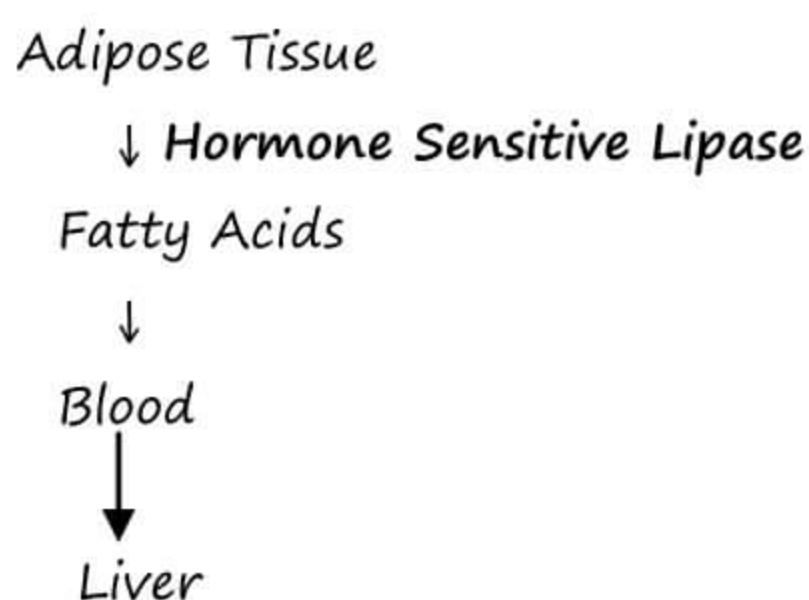 Adipose Tissue
↓ Hormone Sensitive Lipase
Fatty Acids
↓
Blood
Liver